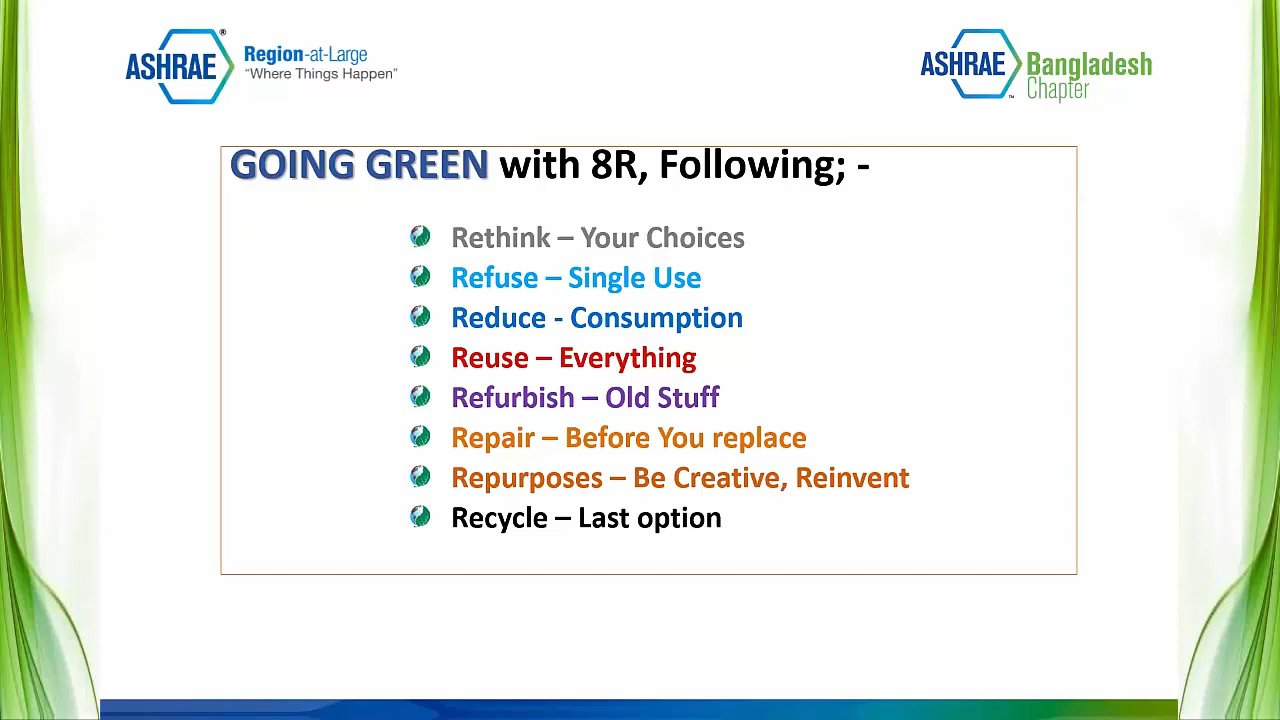 ASHRAE®
Region-at-Large
"Where Things Happen"
ASHRAE™
Bangladesh
Chapter
GOING GREEN with 8R, Following; -
Rethink – Your Choices
Refuse – Single Use
Reduce - Consumption
Reuse – Everything
Refurbish – Old Stuff
Repair – Before You replace
Repurposes – Be Creative, Reinvent
Recycle – Last option